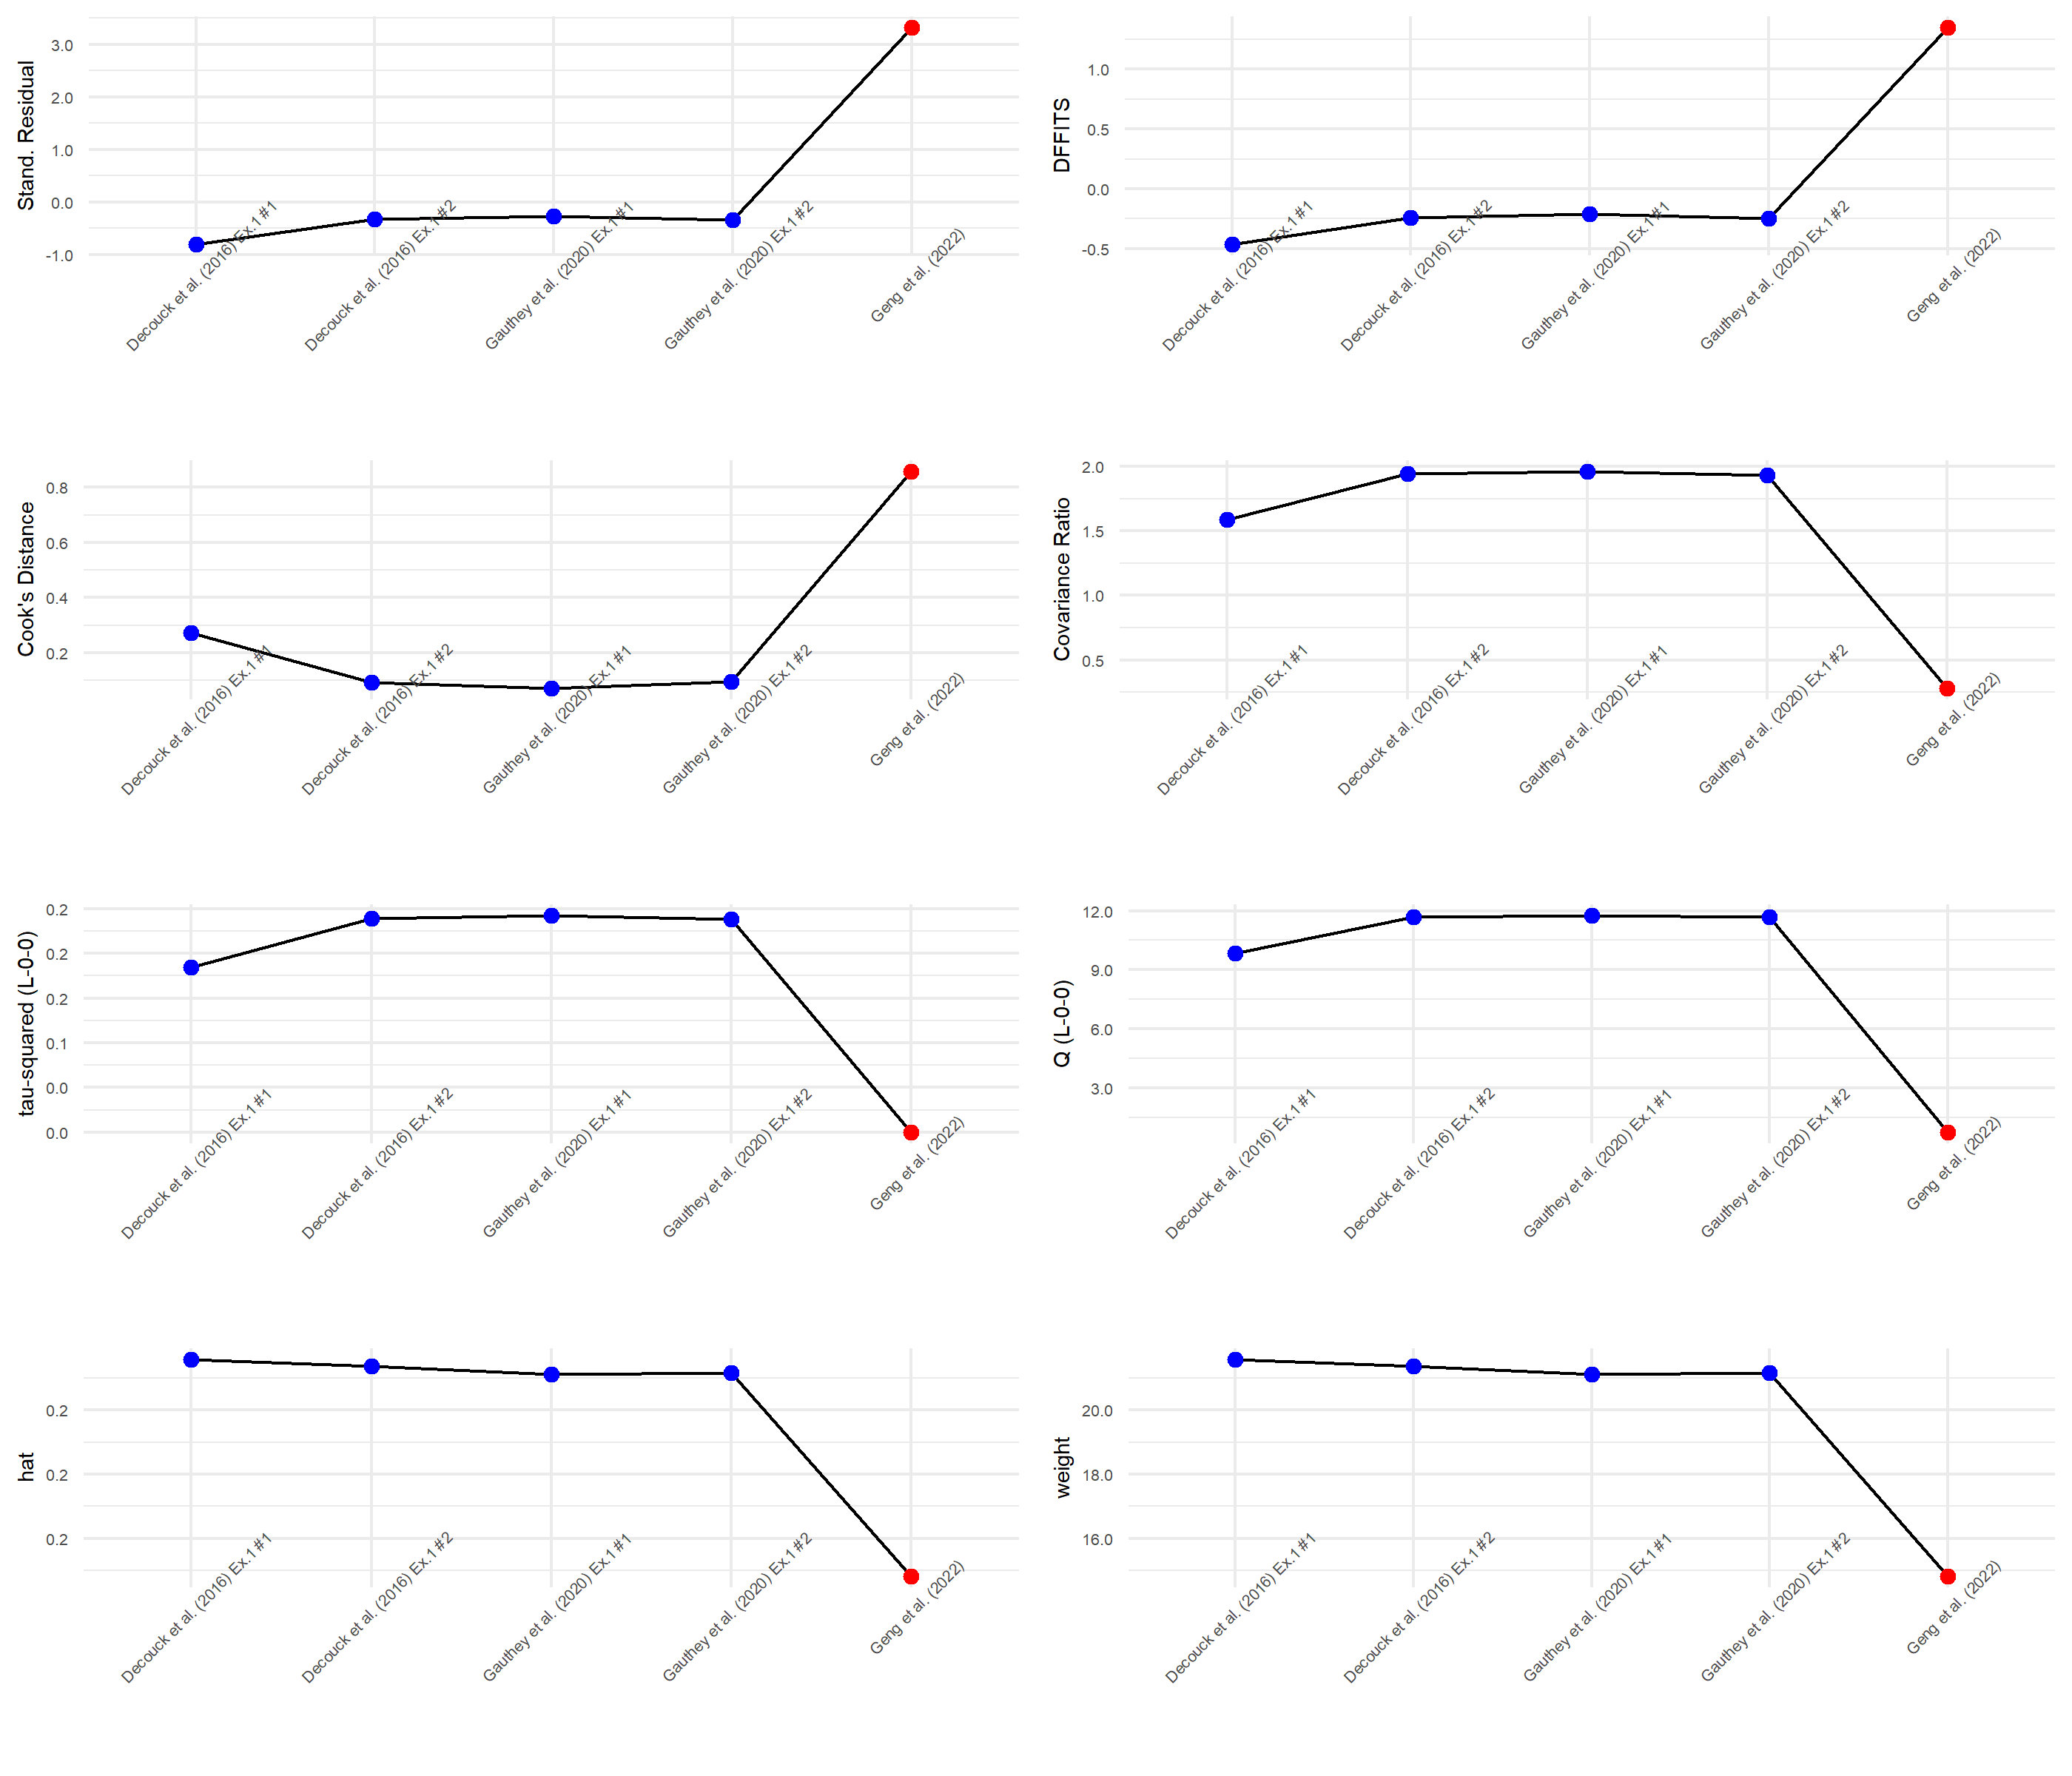 Stand. Residual
3.0
2.0
1.0
0.0
-1.0
Decouck et al. (2016) Ex.1 #1
Decouck et al. (2016) Ex.1 #2
Gauthey et al. (2020) Ex.1 #1
Gauthey et al. (2020) Ex.1 #2
Geng et al. (2022)
DFFITS
1.0
0.5
0.0
-0.5
Decouck et al. (2016) Ex.1 #1
Decouck et al. (2016) Ex.1 #2
Gauthey et al. (2020) Ex.1 #1
Gauthey et al. (2020) Ex.1 #2
Geng et al. (2022)
Cook's Distance
0.8
0.6
0.4
0.2
Decouck et al. (2016) Ex.1 #1
Decouck et al. (2016) Ex.1 #2
Gauthey et al. (2020) Ex.1 #1
Gauthey et al. (2020) Ex.1 #2
Geng et al. (2022)
Covariance Ratio
2.0
1.5
1.0
0.5
Decouck et al. (2016) Ex.1 #1
Decouck et al. (2016) Ex.1 #2
Gauthey et al. (2020) Ex.1 #1
Gauthey et al. (2020) Ex.1 #2
Geng et al. (2022)
tau-squared (L-0-0)
0.2
0.2
0.2
0.1
0.0
0.0
Decouck et al. (2016) Ex.1 #1
Decouck et al. (2016) Ex.1 #2
Gauthey et al. (2020) Ex.1 #1
Gauthey et al. (2020) Ex.1 #2
Geng et al. (2022)
Q (L-0-0)
12.0
9.0
6.0
3.0
Decouck et al. (2016) Ex.1 #1
Decouck et al. (2016) Ex.1 #2
Gauthey et al. (2020) Ex.1 #1
Gauthey et al. (2020) Ex.1 #2
Geng et al. (2022)
hat
0.2
0.2
0.2
Decouck et al. (2016) Ex.1 #1
Decouck et al. (2016) Ex.1 #2
Gauthey et al. (2020) Ex.1 #1
Gauthey et al. (2020) Ex.1 #2
Geng et al. (2022)
weight
20.0
18.0
16.0
Decouck et al. (2016) Ex.1 #1
Decouck et al. (2016) Ex.1 #2
Gauthey et al. (2020) Ex.1 #1
Gauthey et al. (2020) Ex.1 #2
Geng et al. (2022)